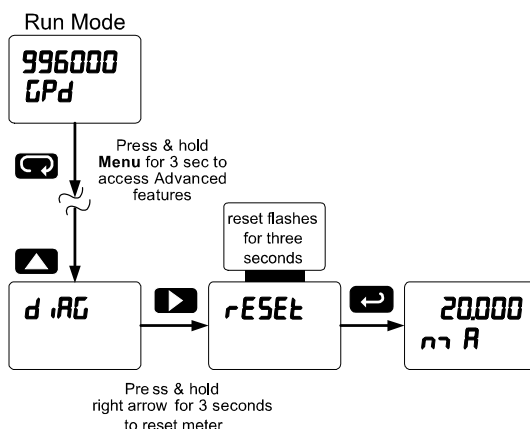 Run Mode
996000
GPd
Press & hold
Menu for 3 sec to
access Advanced
features
reset flashes
for three
seconds
diAG
rESEt
20.000
mA
Press & hold
right arrow for 3 seconds
to reset meter